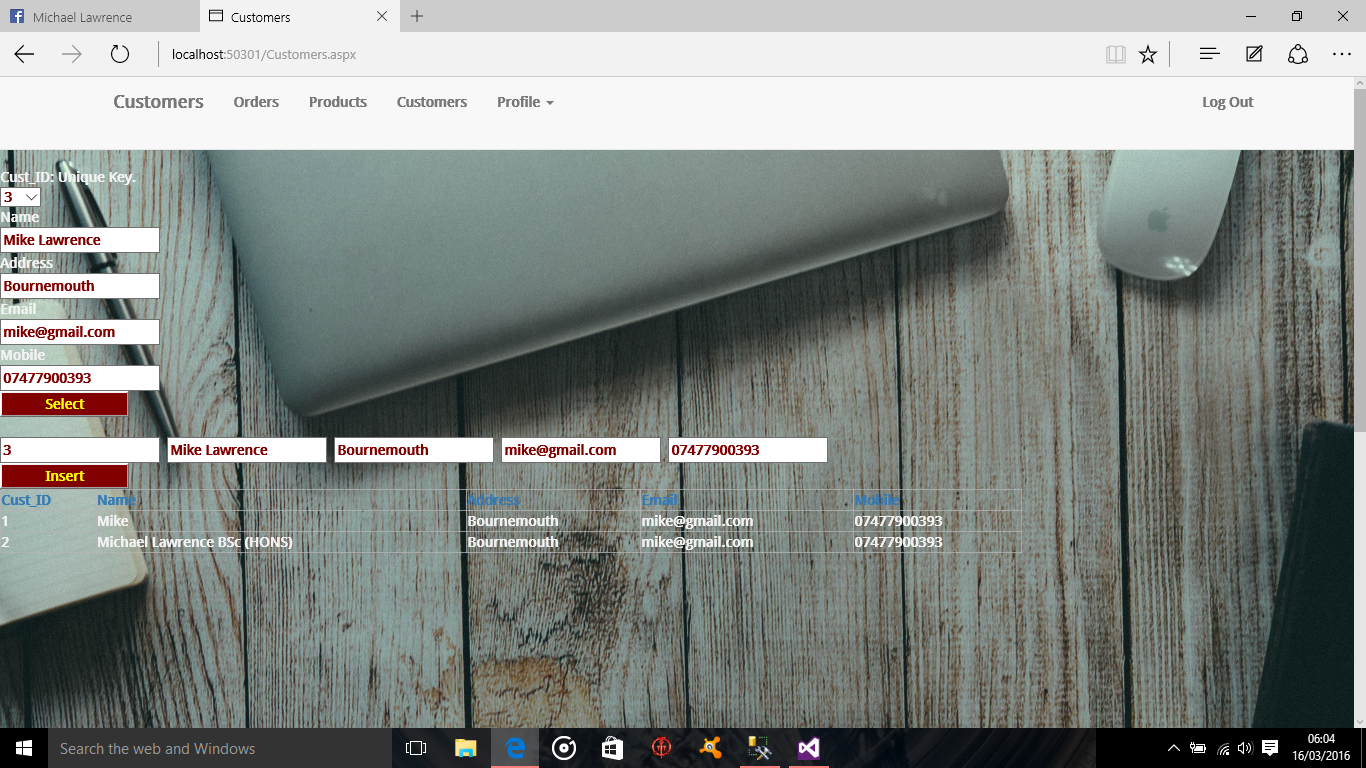 Michael Lawrence
Customers
localhost:50301/Customers.aspx
Customers Orders Products Customers Profile Log Out
Cust_ID: Unique Key.
3
Name
Mike Lawrence
Address
Bournemouth
Email
mike@gmail.com
Mobile
07477900393
Select
3 Mike Lawrence Bournemouth mike@gmail.com 07477900393
Insert
Cust_ID Name Address Email Mobile
1 Mike Bournemouth mike@gmail.com 07477900393
2 Michael Lawrence BSc (HONS) Bournemouth mike@gmail.com 07477900393
Search the web and Windows
06:04
16/03/2016